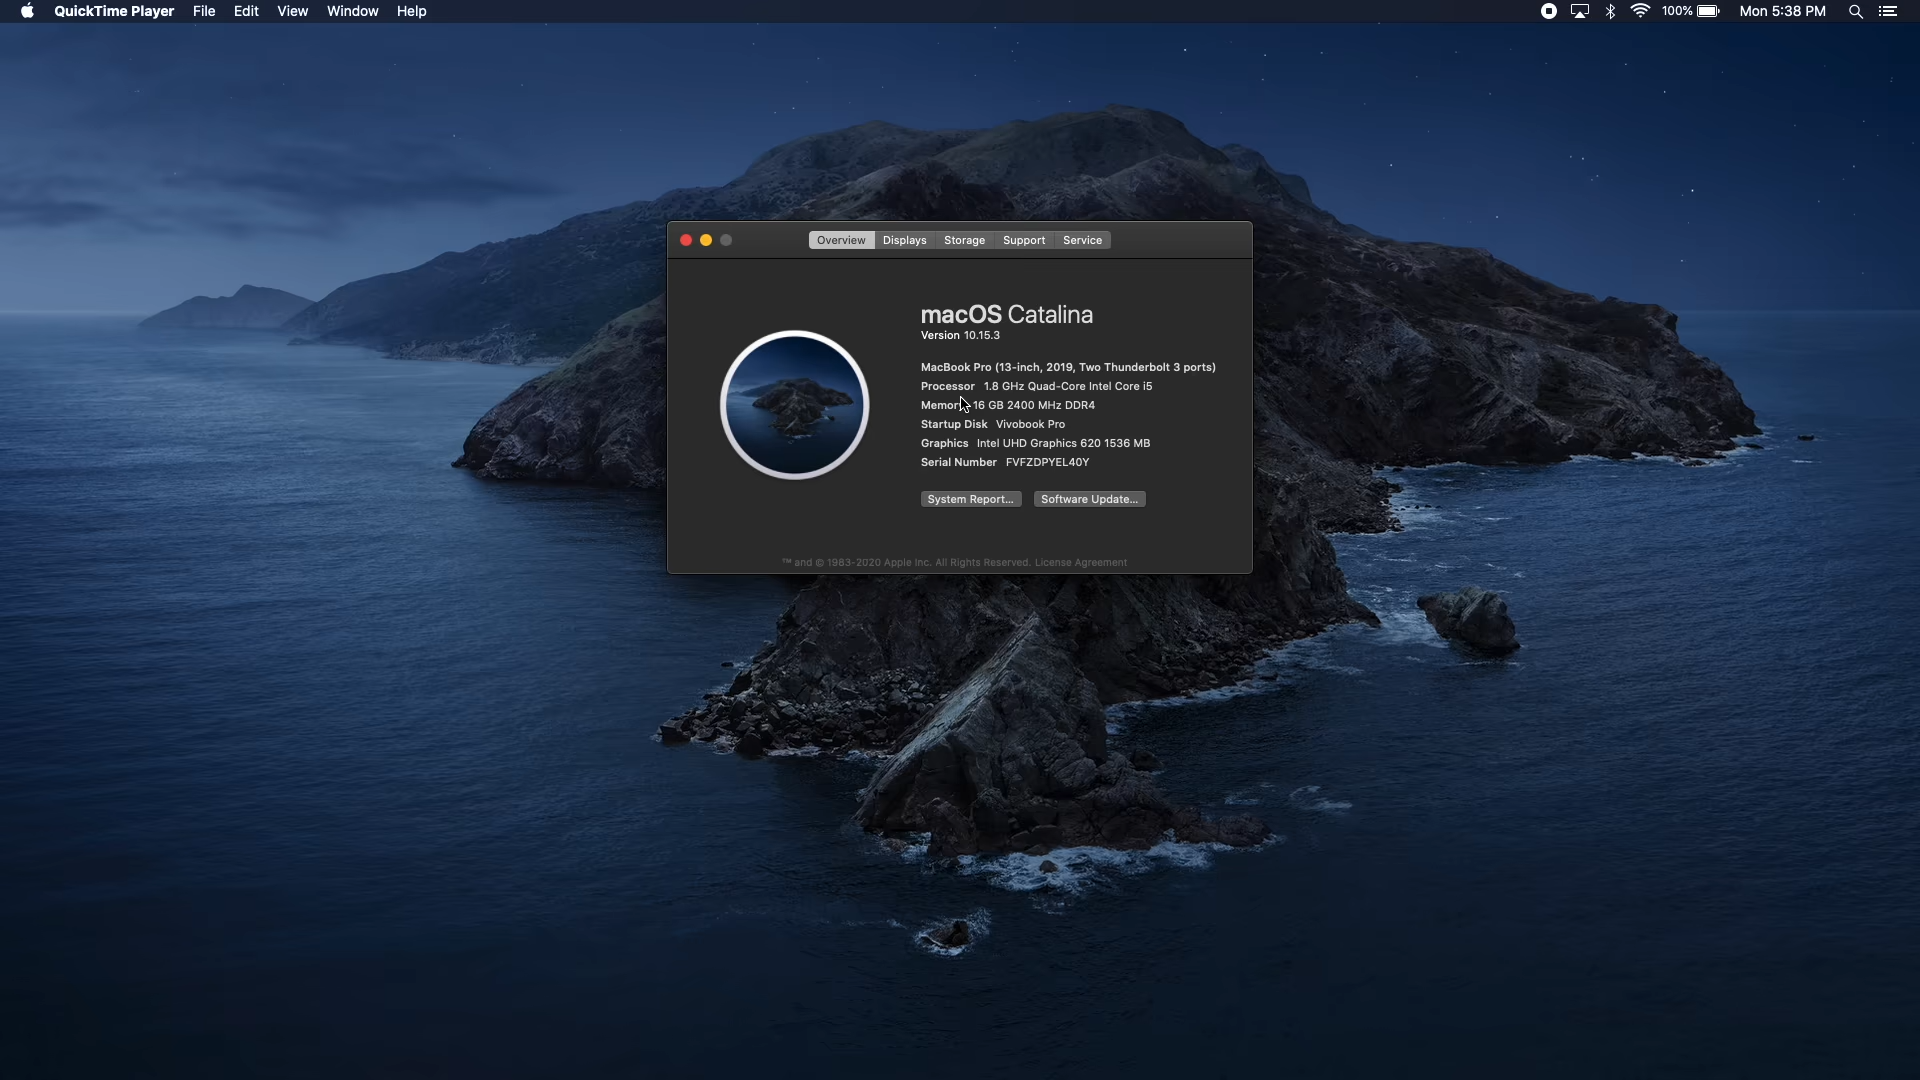 QuickTime Player File Edit View Window Help 100% Mon 5:38 PM
Overview Displays Storage Support Service
macOS Catalina
Version 10.15.3
MacBook Pro (13-inch, 2019, Two Thunderbolt 3 ports)
Processor 1.8 GHz Quad-Core Intel Core i5
Memory 16 GB 2400 MHz DDR4
Startup Disk Vivobook Pro
Graphics Intel UHD Graphics 620 1536 MB
Serial Number FVFZDPYEL40Y
System Report... Software Update...
™ and © 1983-2020 Apple Inc. All Rights Reserved. License Agreement